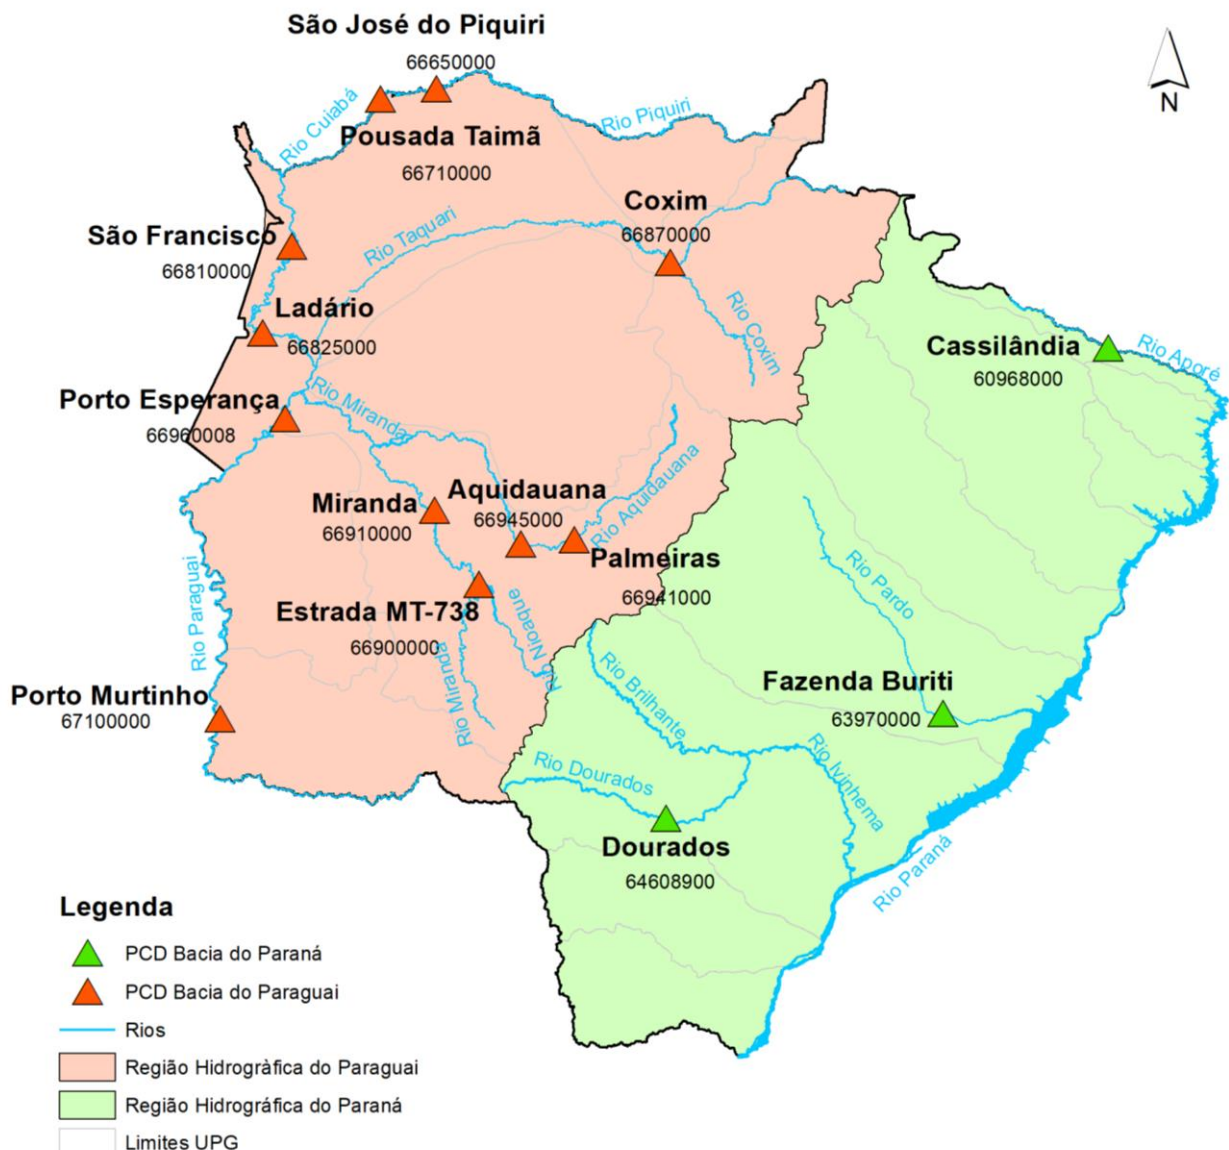 São José do Piquiri
66650000
N
Rio Cuiabá
Rio Piquiri
Pousada Taimã
66710000
Coxim
66870000
São Francisco
66810000
Rio Taquari
Ladário
66825000
Rio Coxim
Cassilândia
60968000
Rio Aporé
Porto Esperança
66960008
Rio Miranda
Miranda
66910000
Aquidauana
66945000
Rio Aquidauana
Palmeiras
66941000
Rio Pardo
Estrada MT-738
66900000
Rio Nioaque
Rio Miranda
Rio Paraguai
Porto Murtinho
67100000
Rio Brilhante
Fazenda Buriti
63970000
Rio Dourados
Rio Ivinhema
Dourados
64608900
Rio Paraná
Legenda
PCD Bacia do Paraná
PCD Bacia do Paraguai
Rios
Região Hidrogràfica do Paraguai
Região Hidrográfica do Paraná
Limites UPG